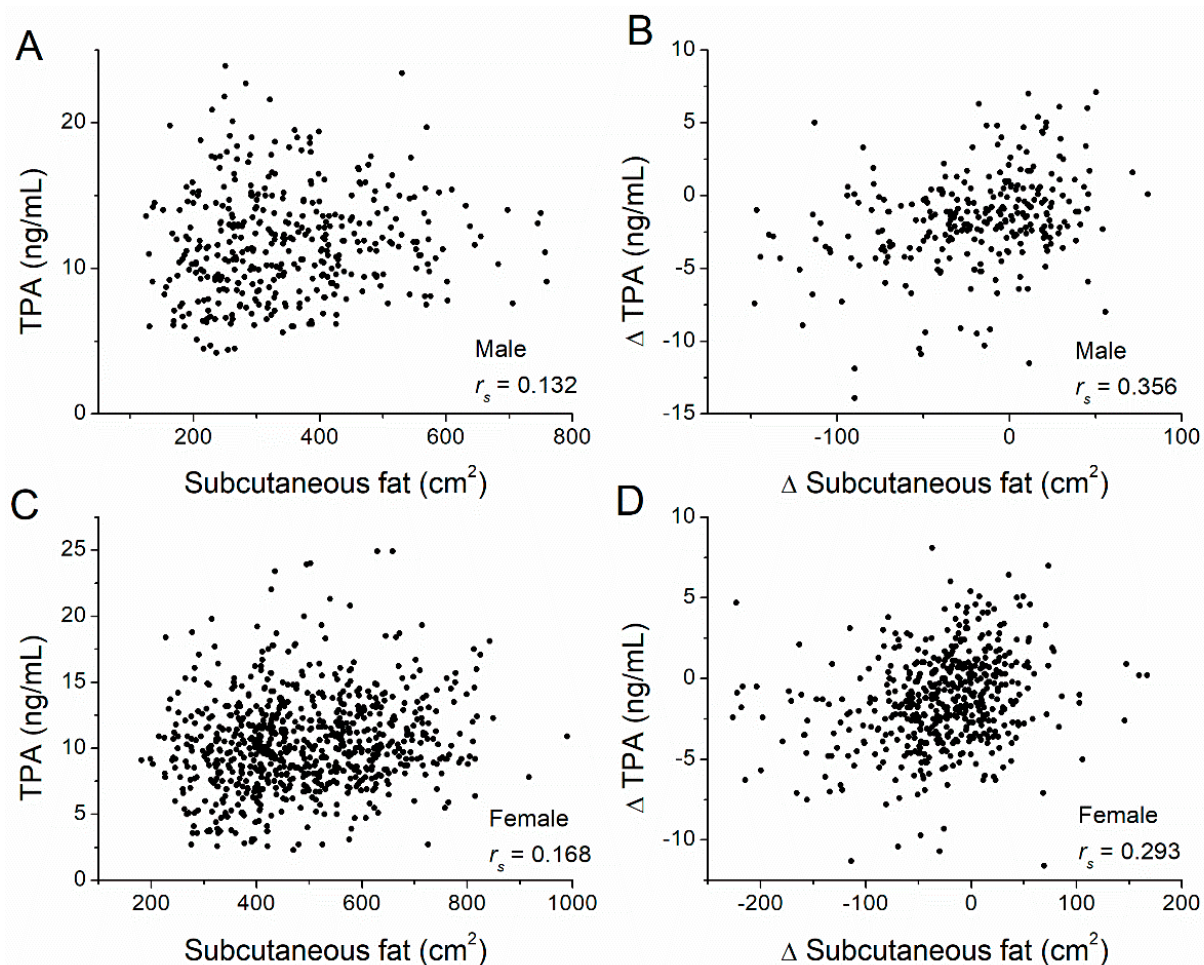 A
TPA (ng/mL)
20
10
0
200
400
600
800
Male
rₛ = 0.132
Subcutaneous fat (cm²)
B
Δ TPA (ng/mL)
10
5
0
-5
-10
-15
-100
0
100
Male
rₛ = 0.356
Δ Subcutaneous fat (cm²)
C
TPA (ng/mL)
25
20
15
10
5
0
200
400
600
800
1000
Female
rₛ = 0.168
Subcutaneous fat (cm²)
D
Δ TPA (ng/mL)
10
5
0
-5
-10
-200
-100
0
100
200
Female
rₛ = 0.293
Δ Subcutaneous fat (cm²)